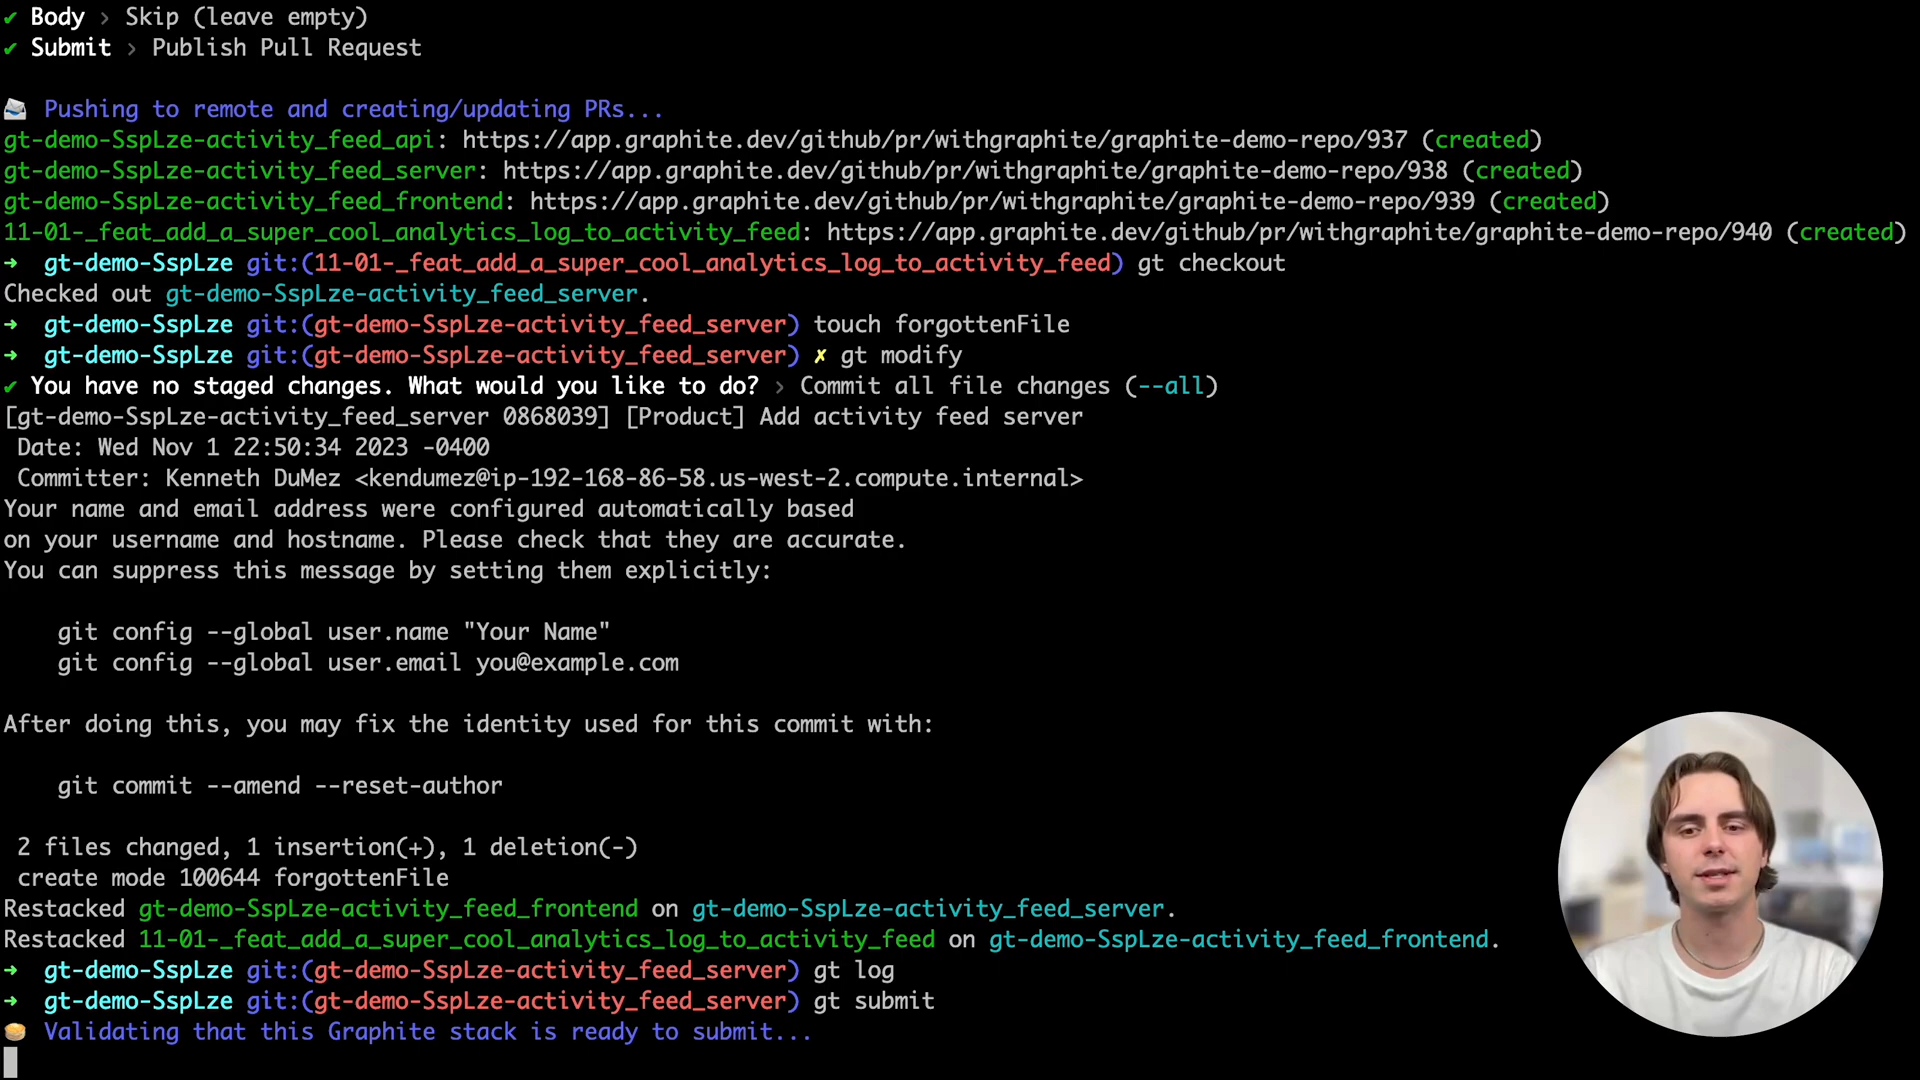 ✔ Body › Skip (leave empty)
✔ Submit › Publish Pull Request
Pushing to remote and creating/updating PRs...
gt-demo-SspLze-activity_feed_api: https://app.graphite.dev/github/pr/withgraphite/graphite-demo-repo/937 (created)
gt-demo-SspLze-activity_feed_server: https://app.graphite.dev/github/pr/withgraphite/graphite-demo-repo/938 (created)
gt-demo-SspLze-activity_feed_frontend: https://app.graphite.dev/github/pr/withgraphite/graphite-demo-repo/939 (created)
11-01-_feat_add_a_super_cool_analytics_log_to_activity_feed: https://app.graphite.dev/github/pr/withgraphite/graphite-demo-repo/940 (created)
➜ gt-demo-SspLze git:(11-01-_feat_add_a_super_cool_analytics_log_to_activity_feed) gt checkout
Checked out gt-demo-SspLze-activity_feed_server.
➜ gt-demo-SspLze git:(gt-demo-SspLze-activity_feed_server) touch forgottenFile
➜ gt-demo-SspLze git:(gt-demo-SspLze-activity_feed_server) ✗ gt modify
✔ You have no staged changes. What would you like to do? › Commit all file changes (--all)
[gt-demo-SspLze-activity_feed_server 0868039] [Product] Add activity feed server
Date: Wed Nov 1 22:50:34 2023 -0400
Committer: Kenneth DuMez <kendumez@ip-192-168-86-58.us-west-2.compute.internal>
Your name and email address were configured automatically based
on your username and hostname. Please check that they are accurate.
You can suppress this message by setting them explicitly:
git config --global user.name "Your Name"
git config --global user.email you@example.com
After doing this, you may fix the identity used for this commit with:
git commit --amend --reset-author
2 files changed, 1 insertion(+), 1 deletion(-)
create mode 100644 forgottenFile
Restacked gt-demo-SspLze-activity_feed_frontend on gt-demo-SspLze-activity_feed_server.
Restacked 11-01-_feat_add_a_super_cool_analytics_log_to_activity_feed on gt-demo-SspLze-activity_feed_frontend.
➜ gt-demo-SspLze git:(gt-demo-SspLze-activity_feed_server) gt log
➜ gt-demo-SspLze git:(gt-demo-SspLze-activity_feed_server) gt submit
Validating that this Graphite stack is ready to submit...